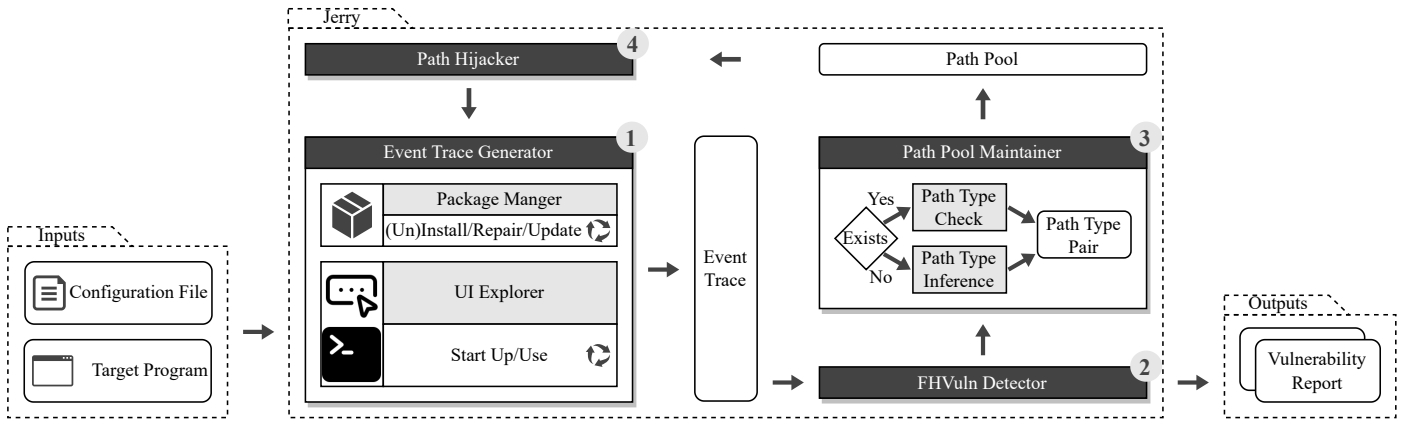 Jerry
Path Hijacker
4
Path Pool
Event Trace Generator
1
Package Manger
(Un)Install/Repair/Update
UI Explorer
Start Up/Use
Event
Trace
Path Pool Maintainer
3
Exists
Yes
No
Path Type
Check
Path Type
Inference
Path Type
Pair
FHVuln Detector
2
Inputs
Configuration File
Target Program
Outputs
Vulnerability
Report